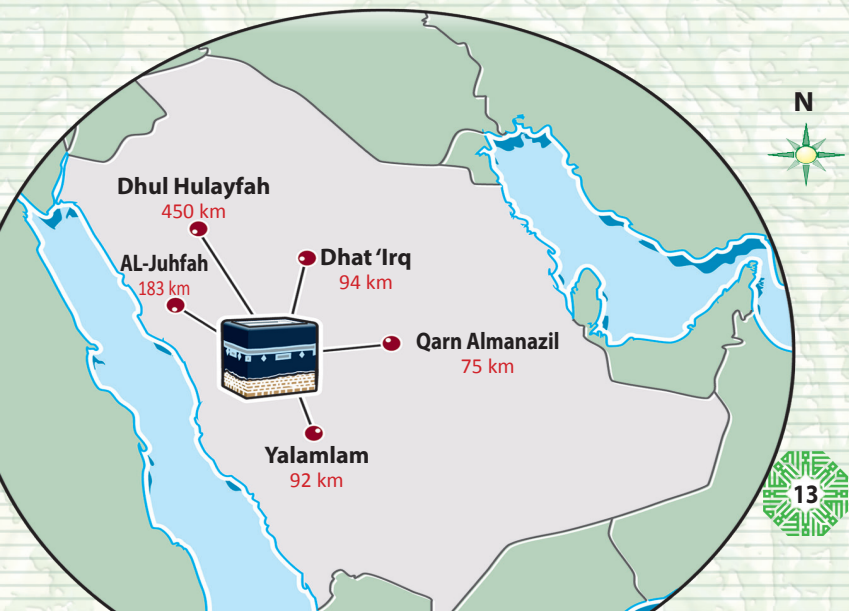 N
Dhul Hulayfah
450 km
AL-Juhfah
183 km
Dhat ‘Irq
94 km
Qarn Almanazil
75 km
Yalamlam
92 km
13